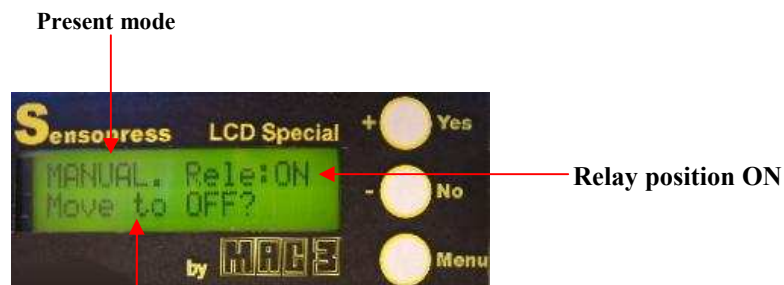 Present mode
Sensopress LCD Special
+ Yes
MANUAL. Rele:ON
Relay position ON
Move to OFF?
- No
by MAC3
Menu